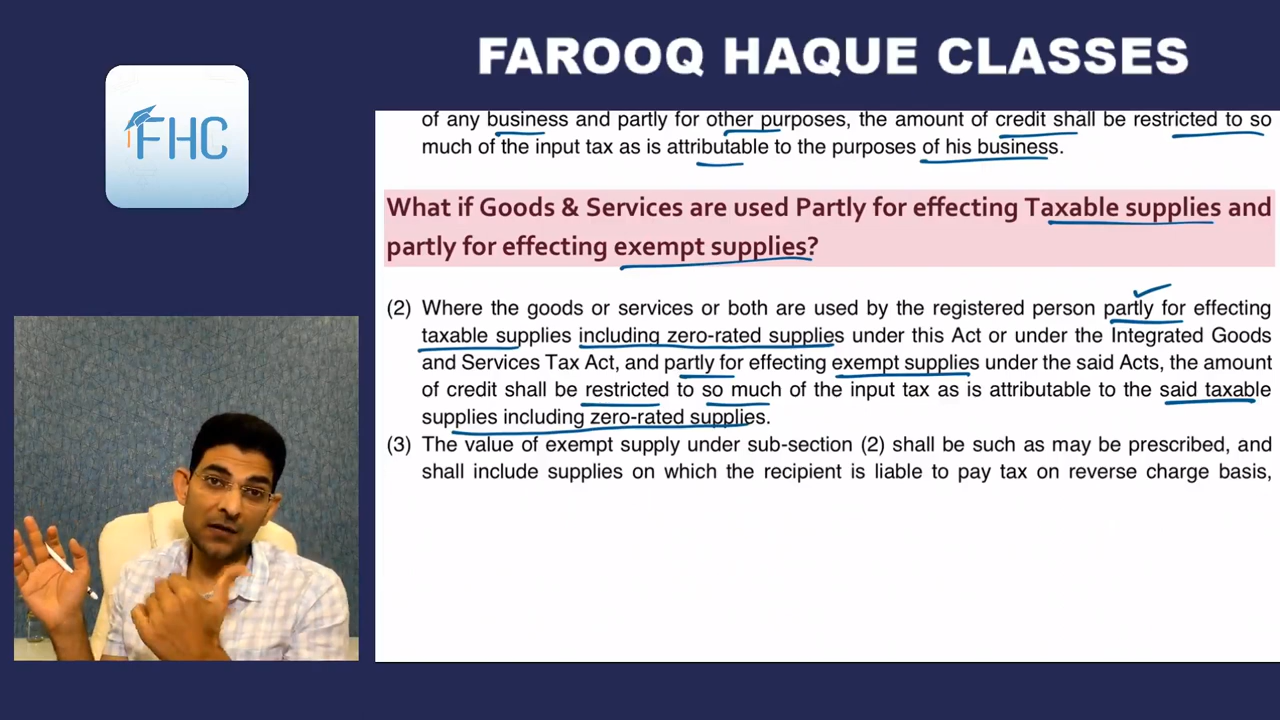 FAROOQ HAQUE CLASSES
FHC
of any business and partly for other purposes, the amount of credit shall be restricted to so
much of the input tax as is attributable to the purposes of his business.
What if Goods & Services are used Partly for effecting Taxable supplies and
partly for effecting exempt supplies?
(2) Where the goods or services or both are used by the registered person partly for effecting
taxable supplies including zero-rated supplies under this Act or under the Integrated Goods
and Services Tax Act, and partly for effecting exempt supplies under the said Acts, the amount
of credit shall be restricted to so much of the input tax as is attributable to the said taxable
supplies including zero-rated supplies.
(3) The value of exempt supply under sub-section (2) shall be such as may be prescribed, and
shall include supplies on which the recipient is liable to pay tax on reverse charge basis,